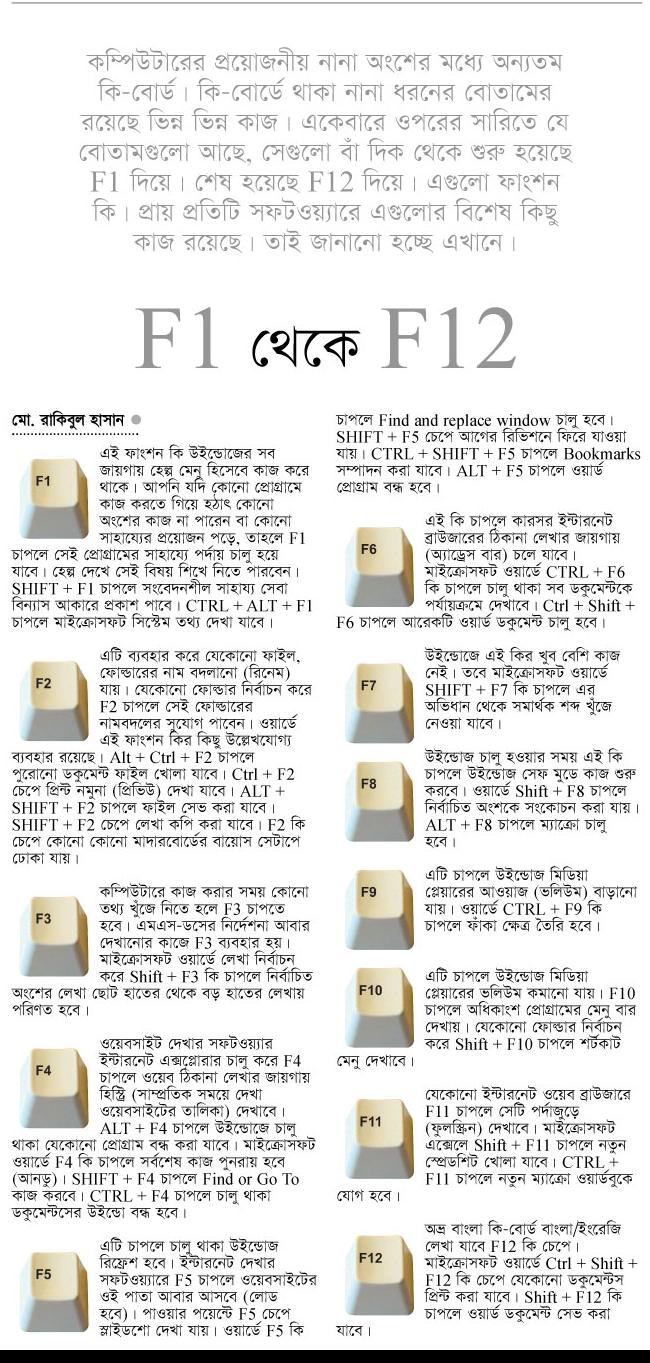 কম্পিউটারের প্রয়োজনীয় নানা অংশের মধ্যে অন্যতম
কি-বোর্ড। কি-বোর্ডে থাকা নানা ধরনের বোতামের
রয়েছে ভিন্ন ভিন্ন কাজ। একেবারে ওপরের সারিতে যে
বোতামগুলো আছে, সেগুলো বাঁ দিক থেকে শুরু হয়েছে
F1 দিয়ে। শেষ হয়েছে F12 দিয়ে। এগুলো ফাংশন
কি। প্রায় প্রতিটি সফটওয়্যারে এগুলোর বিশেষ কিছু
কাজ রয়েছে। তাই জানানো হচ্ছে এখানে।
F1 থেকে F12
মো. রাকিবুল হাসান
F1
এই ফাংশন কি উইন্ডোজের সব
জায়গায় হেল্প মেনু হিসেবে কাজ করে
থাকে। আপনি যদি কোনো প্রোগ্রামে
কাজ করতে গিয়ে হঠাৎ কোনো
অংশের কাজ না পারেন বা কোনো
সাহায্যের প্রয়োজন পড়ে, তাহলে F1
চাপলে সেই প্রোগ্রামের সাহায্যে পর্দায় চালু হয়ে
যাবে। হেল্প দেখে সেই বিষয় শিখে নিতে পারবেন।
SHIFT + F1 চাপলে সংবেদনশীল সাহায্য সেবা
বিন্যাস আকারে প্রকাশ পাবে। CTRL + ALT + F1
চাপলে মাইক্রোসফট সিস্টেম তথ্য দেখা যাবে।
F2
এটি ব্যবহার করে যেকোনো ফাইল,
ফোল্ডারের নাম বদলানো (রিনেম)
যায়। যেকোনো ফোল্ডার নির্বাচন করে
F2 চাপলে সেই ফোল্ডারের
নামবদলের সুযোগ পাবেন। ওয়ার্ডে
এই ফাংশন কির কিছু উল্লেখযোগ্য
ব্যবহার রয়েছে। Alt + Ctrl + F2 চাপলে
পুরোনো ডকুমেন্ট ফাইল খোলা যাবে। Ctrl + F2
চেপে প্রিন্ট নমুনা (প্রিভিউ) দেখা যাবে। ALT +
SHIFT + F2 চাপলে ফাইল সেভ করা যাবে।
SHIFT + F2 চেপে লেখা কপি করা যাবে। F2 কি
চেপে কোনো কোনো মাদারবোর্ডের বায়োস সেটাপে
ঢোকা যায়।
F3
কম্পিউটারে কাজ করার সময় কোনো
তথ্য খুঁজে নিতে হলে F3 চাপতে
হবে। এমএস-ডসের নির্দেশনা আবার
দেখানোর কাজে F3 ব্যবহার হয়।
মাইক্রোসফট ওয়ার্ডে লেখা নির্বাচন
করে Shift + F3 কি চাপলে নির্বাচিত
অংশের লেখা ছোট হাতের থেকে বড় হাতের লেখায়
পরিণত হবে।
F4
ওয়েবসাইট দেখার সফটওয়্যার
ইন্টারনেট এক্সপ্লোরার চালু করে F4
চাপলে ওয়েব ঠিকানা লেখার জায়গায়
হিস্ট্রি (সাম্প্রতিক সময়ে দেখা
ওয়েবসাইটের তালিকা) দেখাবে।
ALT + F4 চাপলে উইন্ডোজে চালু
থাকা যেকোনো প্রোগ্রাম বন্ধ করা যাবে। মাইক্রোসফট
ওয়ার্ডে F4 কি চাপলে সর্বশেষ কাজ পুনরায় হবে
(আনডু)। SHIFT + F4 চাপলে Find or Go To
কাজ করবে। CTRL + F4 চাপলে চালু থাকা
ডকুমেন্টসের উইন্ডো বন্ধ হবে।
F5
এটি চাপলে চালু থাকা উইন্ডোজ
রিফ্রেশ হবে। ইন্টারনেট দেখার
সফটওয়্যারে F5 চাপলে ওয়েবসাইটের
ওই পাতা আবার আসবে (লোড
হবে)। পাওয়ার পয়েন্টে F5 চেপে
স্লাইডশো দেখা যায়। ওয়ার্ডে F5 কি
চাপলে Find and replace window চালু হবে।
SHIFT + F5 চেপে আগের রিভিশনে ফিরে যাওয়া
যায়। CTRL + SHIFT + F5 চাপলে Bookmarks
সম্পাদন করা যাবে। ALT + F5 চাপলে ওয়ার্ড
প্রোগ্রাম বন্ধ হবে।
F6
এই কি চাপলে কারসর ইন্টারনেট
ব্রাউজারের ঠিকানা লেখার জায়গায়
(অ্যাড্রেস বার) চলে যাবে।
মাইক্রোসফট ওয়ার্ডে CTRL + F6
কি চাপলে চালু থাকা সব ডকুমেন্টকে
পর্যায়ক্রমে দেখাবে। Ctrl + Shift +
F6 চাপলে আরেকটি ওয়ার্ড ডকুমেন্ট চালু হবে।
F7
উইন্ডোজে এই কির খুব বেশি কাজ
নেই। তবে মাইক্রোসফট ওয়ার্ডে
SHIFT + F7 কি চাপলে এর
অভিধান থেকে সমার্থক শব্দ খুঁজে
নেওয়া যাবে।
F8
উইন্ডোজ চালু হওয়ার সময় এই কি
চাপলে উইন্ডোজ সেফ মুডে কাজ শুরু
করবে। ওয়ার্ডে Shift + F8 চাপলে
নির্বাচিত অংশকে সংকোচন করা যায়।
ALT + F8 চাপলে ম্যাক্রো চালু
হবে।
F9
এটি চাপলে উইন্ডোজ মিডিয়া
প্লেয়ারের আওয়াজ (ভলিউম) বাড়ানো
যায়। ওয়ার্ডে CTRL + F9 কি
চাপলে ফাঁকা ক্ষেত্র তৈরি হবে।
F10
এটি চাপলে উইন্ডোজ মিডিয়া
প্লেয়ারের ভলিউম কমানো যায়। F10
চাপলে অধিকাংশ প্রোগ্রামের মেনু বার
দেখায়। যেকোনো ফোল্ডার নির্বাচন
করে Shift + F10 চাপলে শর্টকাট
মেনু দেখাবে।
F11
যেকোনো ইন্টারনেট ওয়েব ব্রাউজারে
F11 চাপলে সেটি পর্দাজুড়ে
(ফুলস্ক্রিন) দেখাবে। মাইক্রোসফট
এক্সেলে Shift + F11 চাপলে নতুন
স্প্রেডশিট খোলা যাবে। CTRL +
F11 চাপলে নতুন ম্যাক্রো ওয়ার্কবুকে
যোগ হবে।
F12
অভ্র বাংলা কি-বোর্ড বাংলা/ইংরেজি
লেখা যাবে F12 কি চেপে।
মাইক্রোসফট ওয়ার্ডে Ctrl + Shift +
F12 কি চেপে যেকোনো ডকুমেন্টস
প্রিন্ট করা যাবে। Shift + F12 কি
চাপলে ওয়ার্ড ডকুমেন্ট সেভ করা
যাবে।